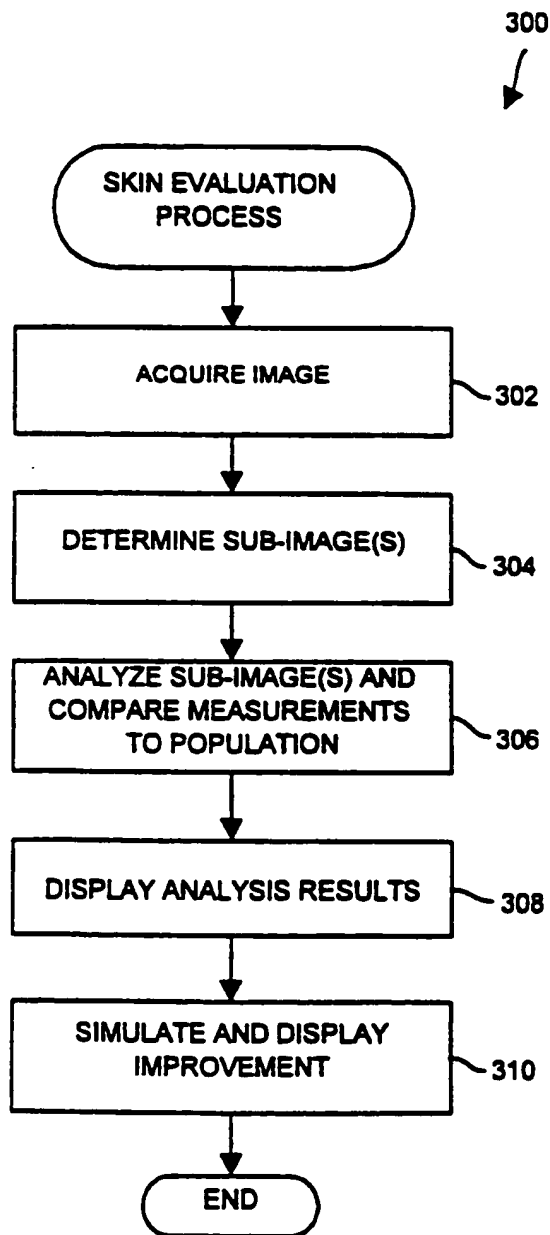 300
SKIN EVALUATION
PROCESS
ACQUIRE IMAGE
302
DETERMINE SUB-IMAGE(S)
304
ANALYZE SUB-IMAGE(S) AND
COMPARE MEASUREMENTS
TO POPULATION
306
DISPLAY ANALYSIS RESULTS
308
SIMULATE AND DISPLAY
IMPROVEMENT
310
END